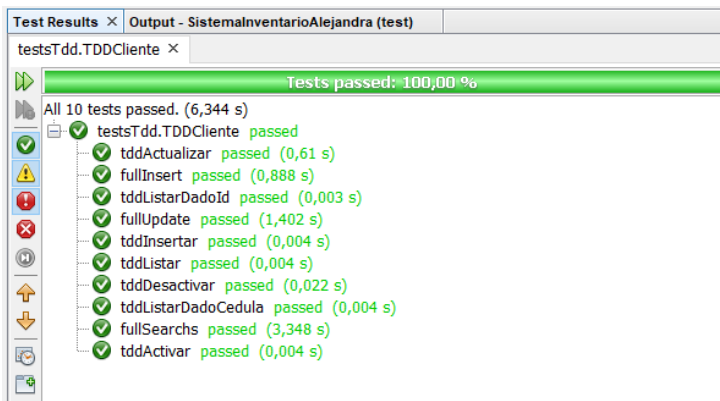 Test Results × Output - SistemaInventarioAlejandra (test)
testsTdd.TDDCliente ×
Tests passed: 100,00 %
All 10 tests passed. (6,344 s)
testsTdd.TDDCliente passed
tddActualizar passed (0,61 s)
fullInsert passed (0,888 s)
tddListarDadoId passed (0,003 s)
fullUpdate passed (1,402 s)
tddInsertar passed (0,004 s)
tddListar passed (0,004 s)
tddDesactivar passed (0,022 s)
tddListarDadoCedula passed (0,004 s)
fullSearchs passed (3,348 s)
tddActivar passed (0,004 s)